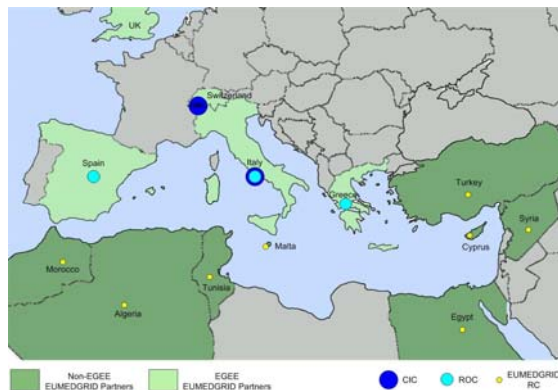 UK
Switzerland
Spain
Italy
Greece
Turkey
Syria
Cyprus
Malta
Morocco
Tunisia
Algeria
Egypt
Non-EGEE
EUMEDGRID Partners
EGEE
EUMEDGRID Partners
CIC
ROC
EUMEDGRID
RC